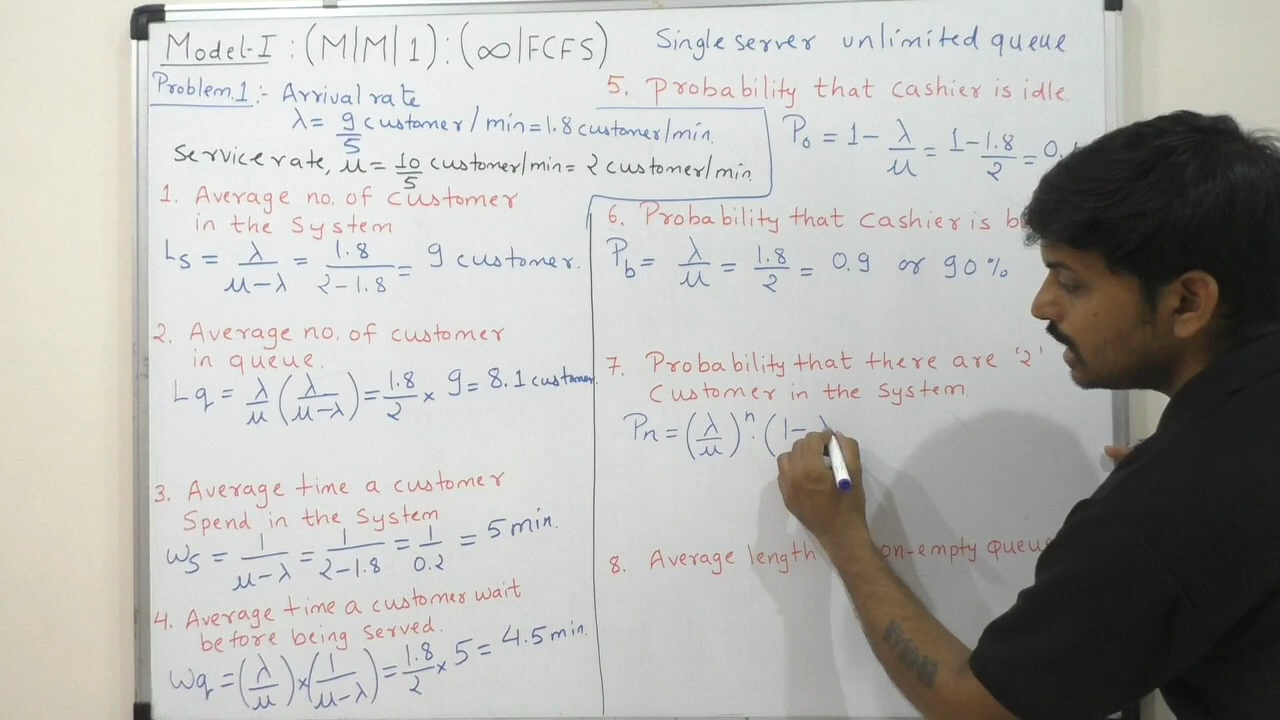 Model-I : (M|M|1) : (∞|FCFS) Single server unlimited queue
Problem.1 :- Arrival rate
λ = 9/5 customer / min = 1.8 customer/min.
Service rate, μ = 10/5 customer/min = 2 customer/min
1. Average no. of customer
in the system
Ls = λ/(μ-λ) = 1.8/(2-1.8) = 9 customer.
2. Average no. of customer
in queue.
Lq = λ/μ (λ/(μ-λ)) = 1.8/2 × 9 = 8.1 customer
3. Average time a customer
Spend in the system
Ws = 1/(μ-λ) = 1/(2-1.8) = 1/0.2 = 5 min.
4. Average time a customer wait
before being served.
Wq = (λ/μ) × (1/(μ-λ)) = 1.8/2 × 5 = 4.5 min.
5. Probability that cashier is idle.
P₀ = 1 - λ/μ = 1 - 1.8/2 = 0.
6. Probability that cashier is
P_b = λ/μ = 1.8/2 = 0.9 or 90%
7. Probability that there are '2'
customer in the system.
Pn = (λ/μ)ⁿ . (1 - λ
8. Average length on-empty queue